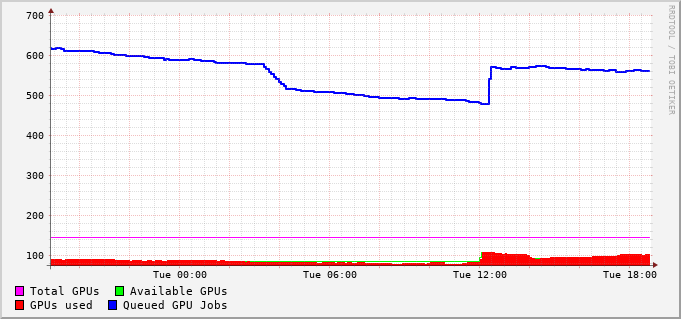 700
600
500
400
300
200
100
Tue 00:00 Tue 06:00 Tue 12:00 Tue 18:00
Total GPUs Available GPUs
GPUs used Queued GPU Jobs
RRDTOOL / TOBI OETIKER